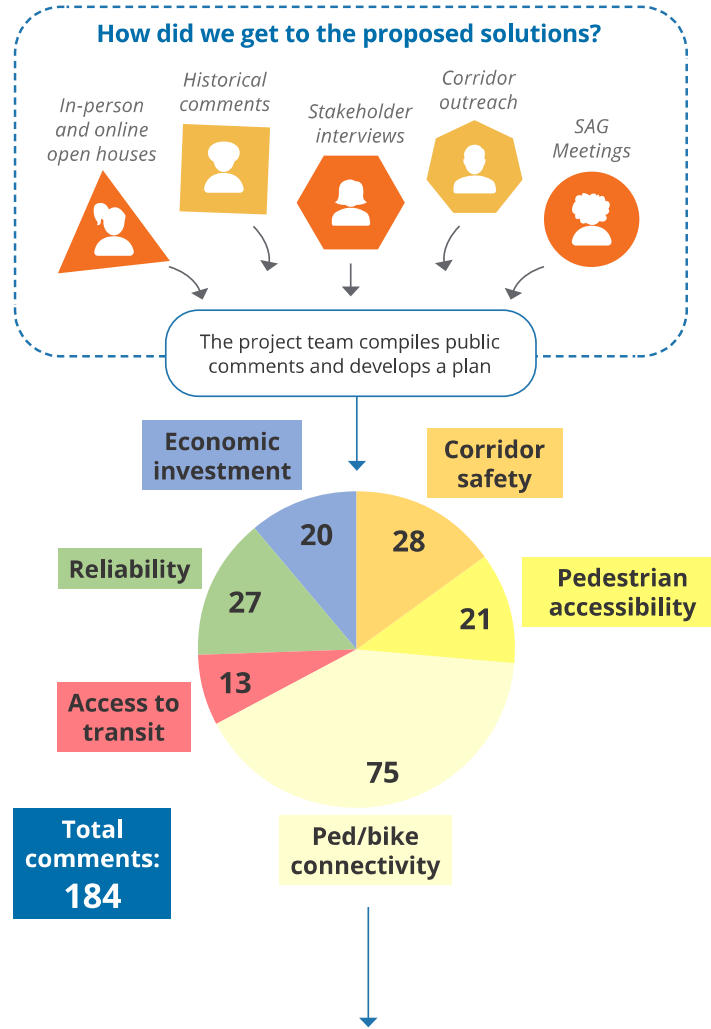 How did we get to the proposed solutions?
In-person
and online
open houses
Historical
comments
Stakeholder
interviews
Corridor
outreach
SAG
Meetings
The project team compiles public
comments and develops a plan
Economic
investment
Corridor
safety
20
28
Reliability
Pedestrian
accessibility
27
21
13
Access to
transit
75
Total
comments:
184
Ped/bike
connectivity